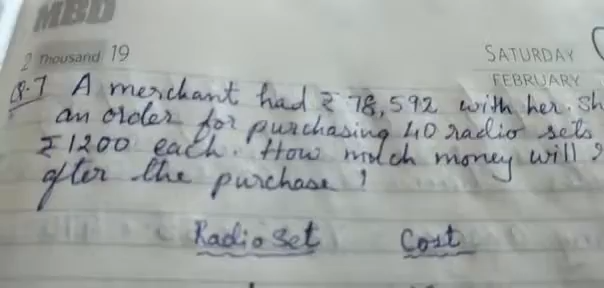 MBD
2 Thousand 19
SATURDAY
FEBRUARY
Q.7 A merchant had ₹ 78,592 with her. Sh
an order for purchasing 40 radio sets
₹1200 each. How much money will
after the purchase?
Radio Set Cost